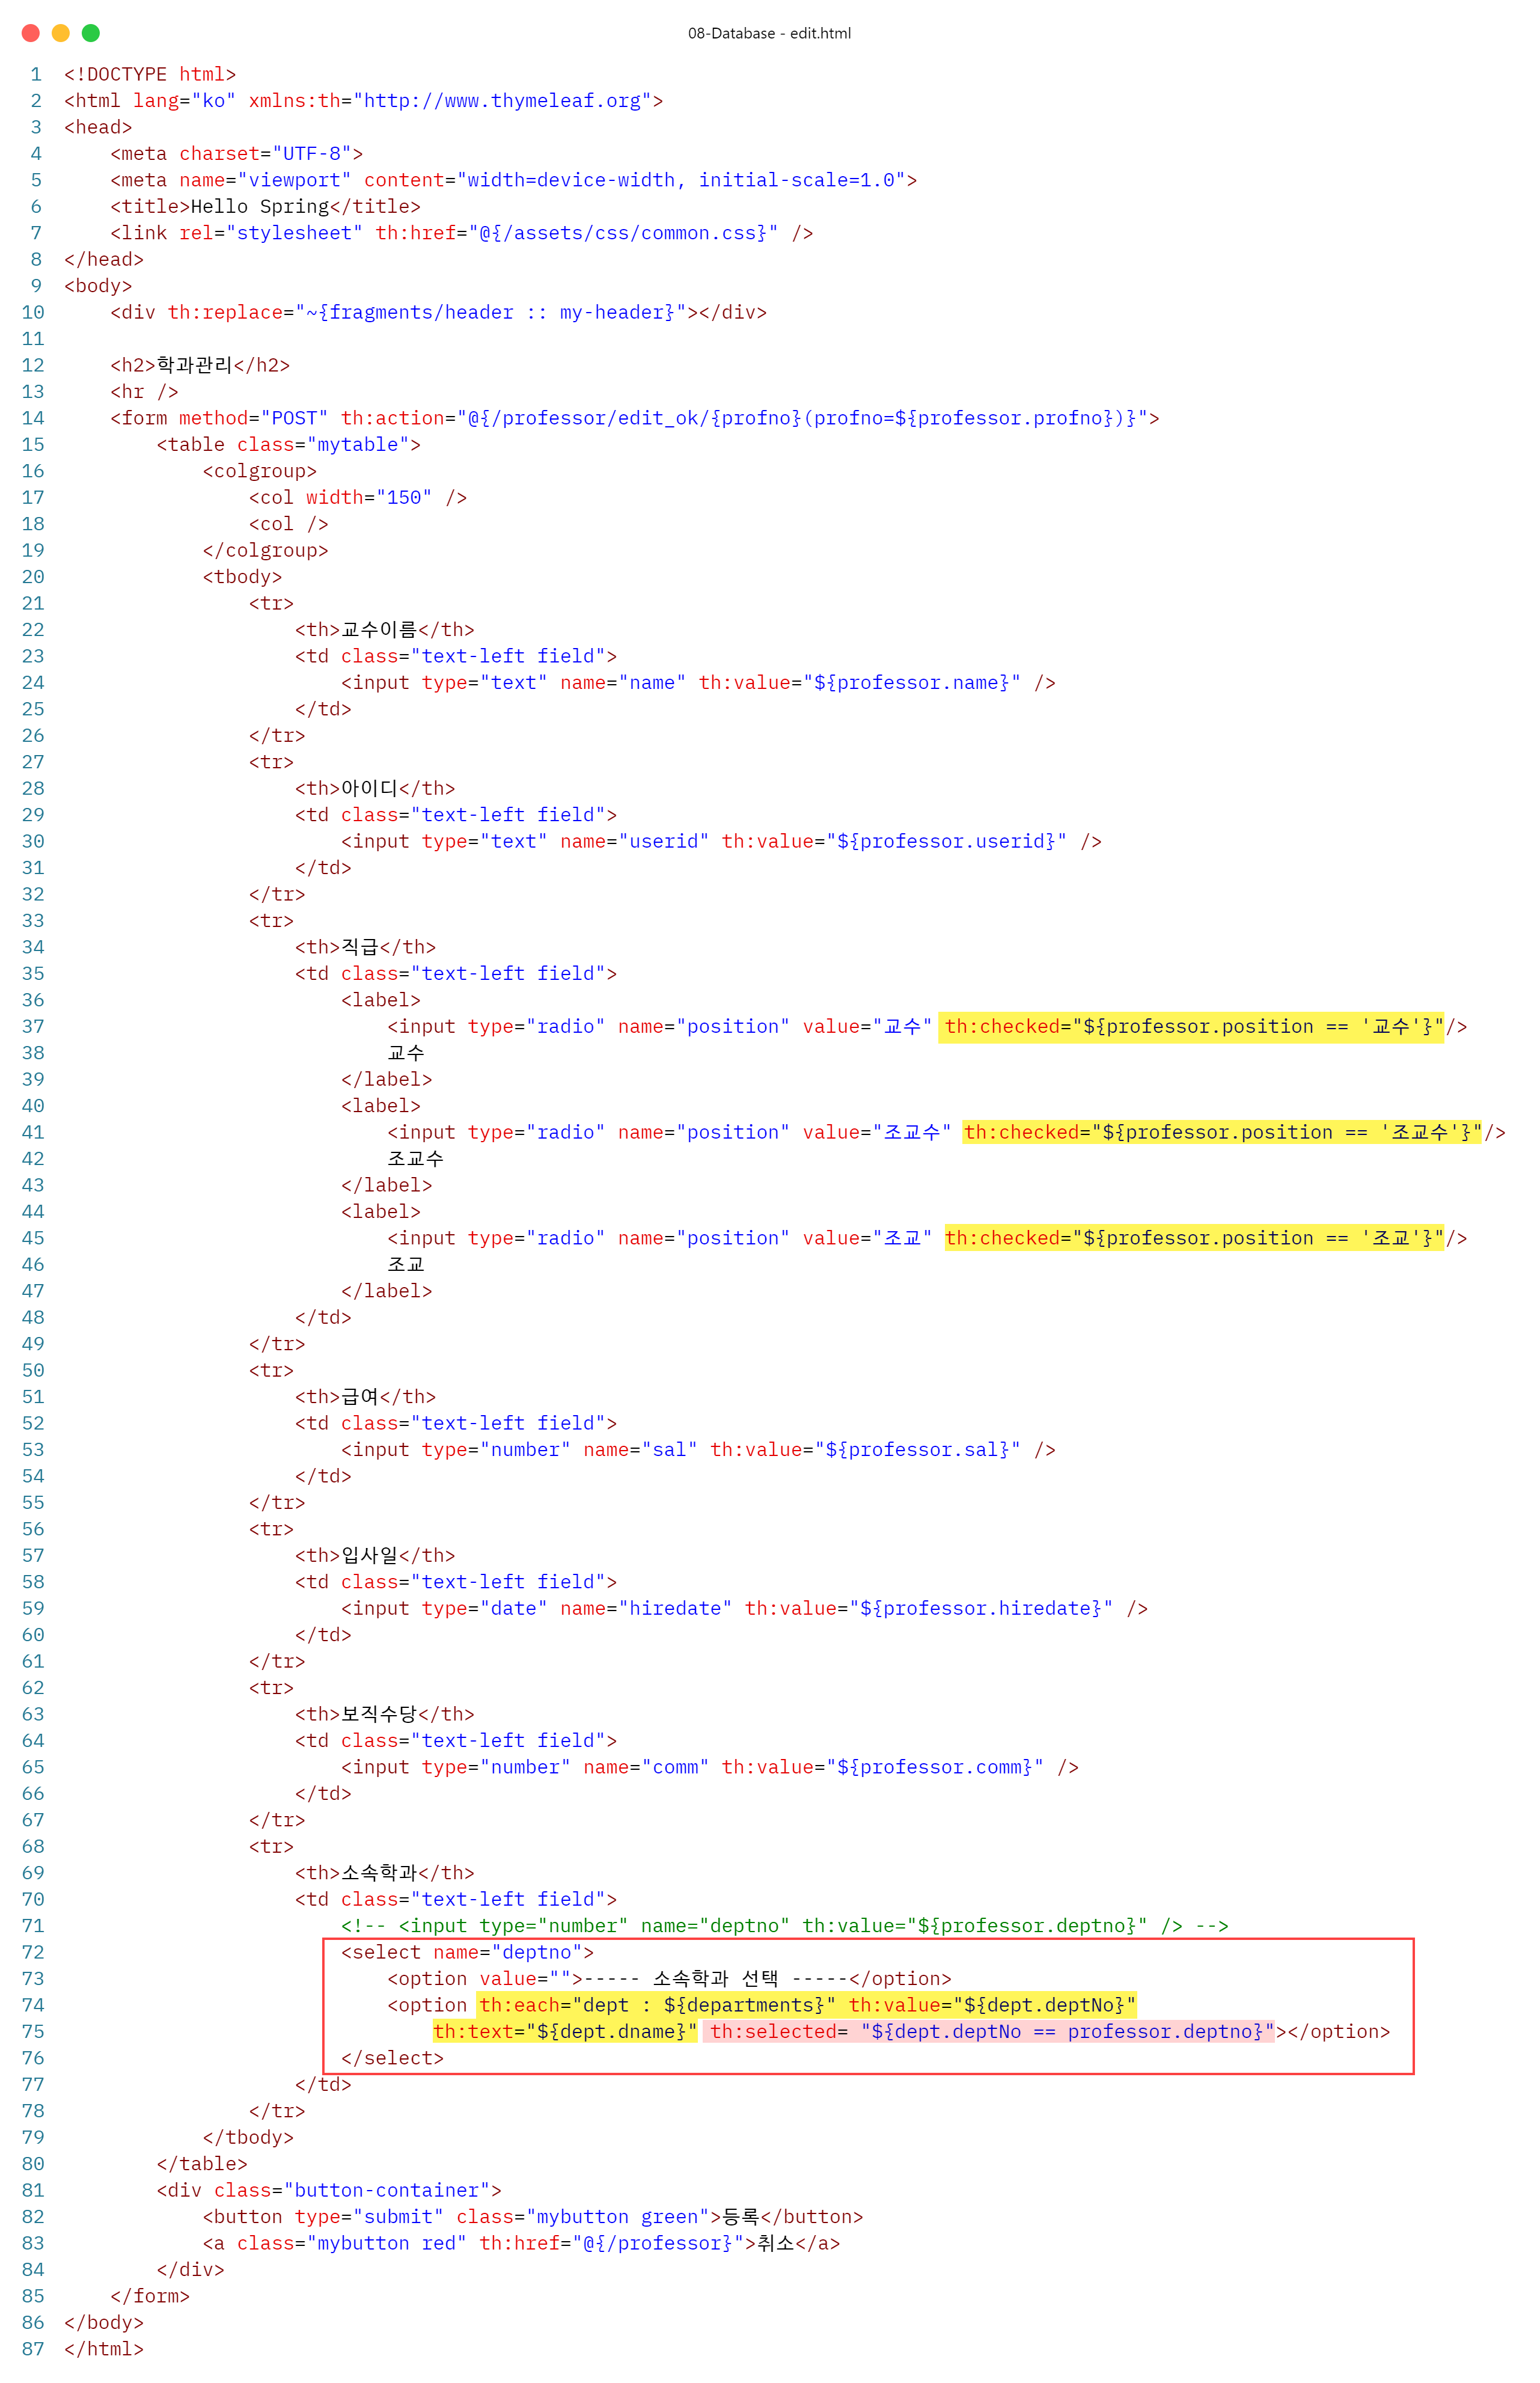 08-Database - edit.html
1 <!DOCTYPE html>
2 <html lang="ko" xmlns:th="http://www.thymeleaf.org">
3 <head>
4     <meta charset="UTF-8">
5     <meta name="viewport" content="width=device-width, initial-scale=1.0">
6     <title>Hello Spring</title>
7     <link rel="stylesheet" th:href="@{/assets/css/common.css}" />
8 </head>
9 <body>
10     <div th:replace="~{fragments/header :: my-header}"></div>
11
12     <h2>학과관리</h2>
13     <hr />
14     <form method="POST" th:action="@{/professor/edit_ok/{profno}(profno=${professor.profno})}">
15         <table class="mytable">
16             <colgroup>
17                 <col width="150" />
18                 <col />
19             </colgroup>
20             <tbody>
21                 <tr>
22                     <th>교수이름</th>
23                     <td class="text-left field">
24                         <input type="text" name="name" th:value="${professor.name}" />
25                     </td>
26                 </tr>
27                 <tr>
28                     <th>아이디</th>
29                     <td class="text-left field">
30                         <input type="text" name="userid" th:value="${professor.userid}" />
31                     </td>
32                 </tr>
33                 <tr>
34                     <th>직급</th>
35                     <td class="text-left field">
36                         <label>
37                             <input type="radio" name="position" value="교수" th:checked="${professor.position == '교수'}"/>
38                             교수
39                         </label>
40                         <label>
41                             <input type="radio" name="position" value="조교수" th:checked="${professor.position == '조교수'}"/>
42                             조교수
43                         </label>
44                         <label>
45                             <input type="radio" name="position" value="조교" th:checked="${professor.position == '조교'}"/>
46                             조교
47                         </label>
48                     </td>
49                 </tr>
50                 <tr>
51                     <th>급여</th>
52                     <td class="text-left field">
53                         <input type="number" name="sal" th:value="${professor.sal}" />
54                     </td>
55                 </tr>
56                 <tr>
57                     <th>입사일</th>
58                     <td class="text-left field">
59                         <input type="date" name="hiredate" th:value="${professor.hiredate}" />
60                     </td>
61                 </tr>
62                 <tr>
63                     <th>보직수당</th>
64                     <td class="text-left field">
65                         <input type="number" name="comm" th:value="${professor.comm}" />
66                     </td>
67                 </tr>
68                 <tr>
69                     <th>소속학과</th>
70                     <td class="text-left field">
71                         <!-- <input type="number" name="deptno" th:value="${professor.deptno}" /> -->
72                         <select name="deptno">
73                             <option value="">----- 소속학과 선택 -----</option>
74                             <option th:each="dept : ${departments}" th:value="${dept.deptNo}"
75                                 th:text="${dept.dname}" th:selected= "${dept.deptNo == professor.deptno}"></option>
76                         </select>
77                     </td>
78                 </tr>
79             </tbody>
80         </table>
81         <div class="button-container">
82             <button type="submit" class="mybutton green">등록</button>
83             <a class="mybutton red" th:href="@{/professor}">취소</a>
84         </div>
85     </form>
86 </body>
87 </html>